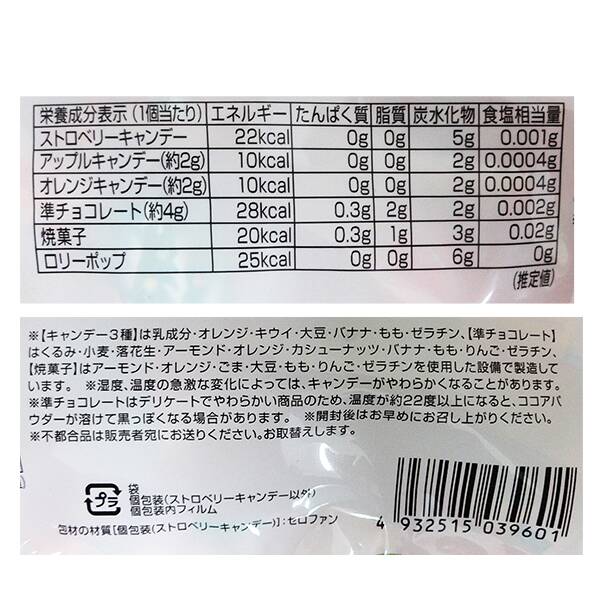 栄養成分表示(1個当たり) エネルギー たんぱく質 脂質 炭水化物 食塩相当量
ストロベリーキャンデー 22kcal 0g 0g 5g 0.001g
アップルキャンデー(約2g) 10kcal 0g 0g 2g 0.0004g
オレンジキャンデー(約2g) 10kcal 0g 0g 2g 0.0004g
準チョコレート(約4g) 28kcal 0.3g 2g 2g 0.002g
焼菓子 20kcal 0.3g 1g 3g 0.02g
ロリーポップ 25kcal 0g 0g 6g 0g
(推定値)
※【キャンデー3種】は乳成分・オレンジ・キウイ・大豆・バナナ・もも・ゼラチン、【準チョコレート】
はくるみ・小麦・落花生・アーモンド・オレンジ・カシューナッツ・バナナ・もも・りんご・ゼラチン、
【焼菓子】はアーモンド・オレンジ・ごま・大豆・もも・りんご・ゼラチンを使用した設備で製造して
います。 ※湿度、温度の急激な変化によっては、キャンデーがやわらかくなることがあります。
※準チョコレートはデリケートでやわらかい商品のため、温度が約22度以上になると、ココアパ
ウダーが溶けて黒っぽくなる場合があります。 ※開封後はお早めにお召し上がりください。
※不都合品は販売者宛にお送りください。お取替えします。
プラ
袋
個包装(ストロベリーキャンデー以外)
個包装内フィルム
包材の材質[個包装(ストロベリーキャンデー)]:セロファン
4 932515 039601